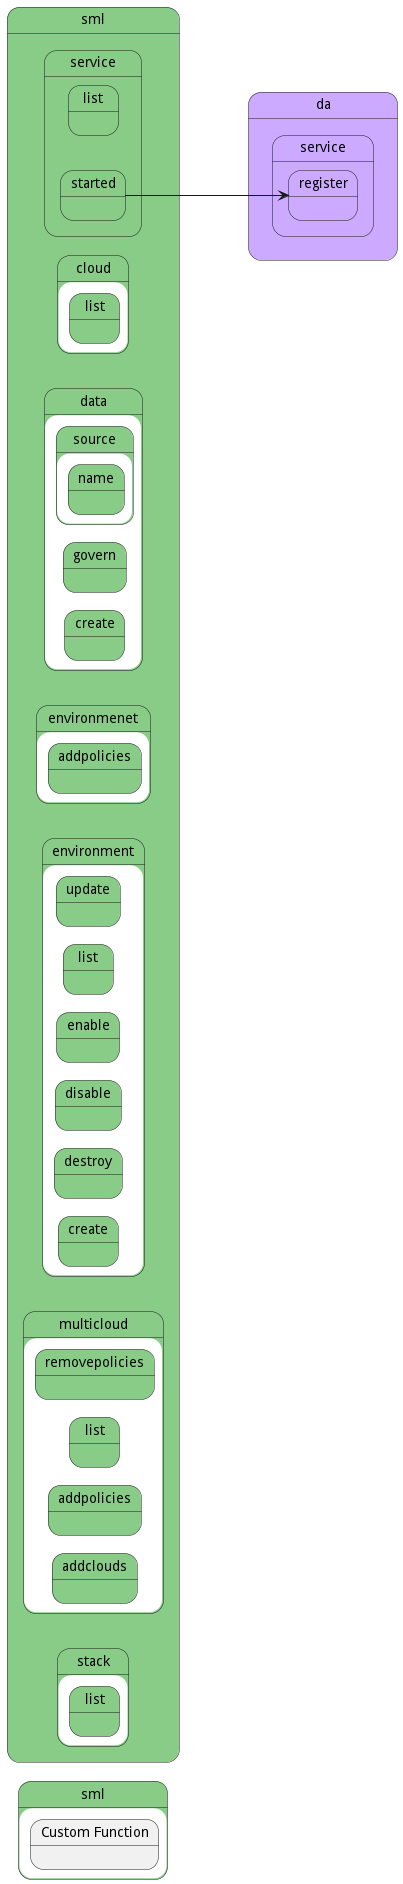 sml
service
list
started
da
service
register
cloud
list
data
source
name
govern
create
environmenet
addpolicies
environment
update
list
enable
disable
destroy
create
multicloud
removepolicies
list
addpolicies
addclouds
stack
list
sml
Custom Function